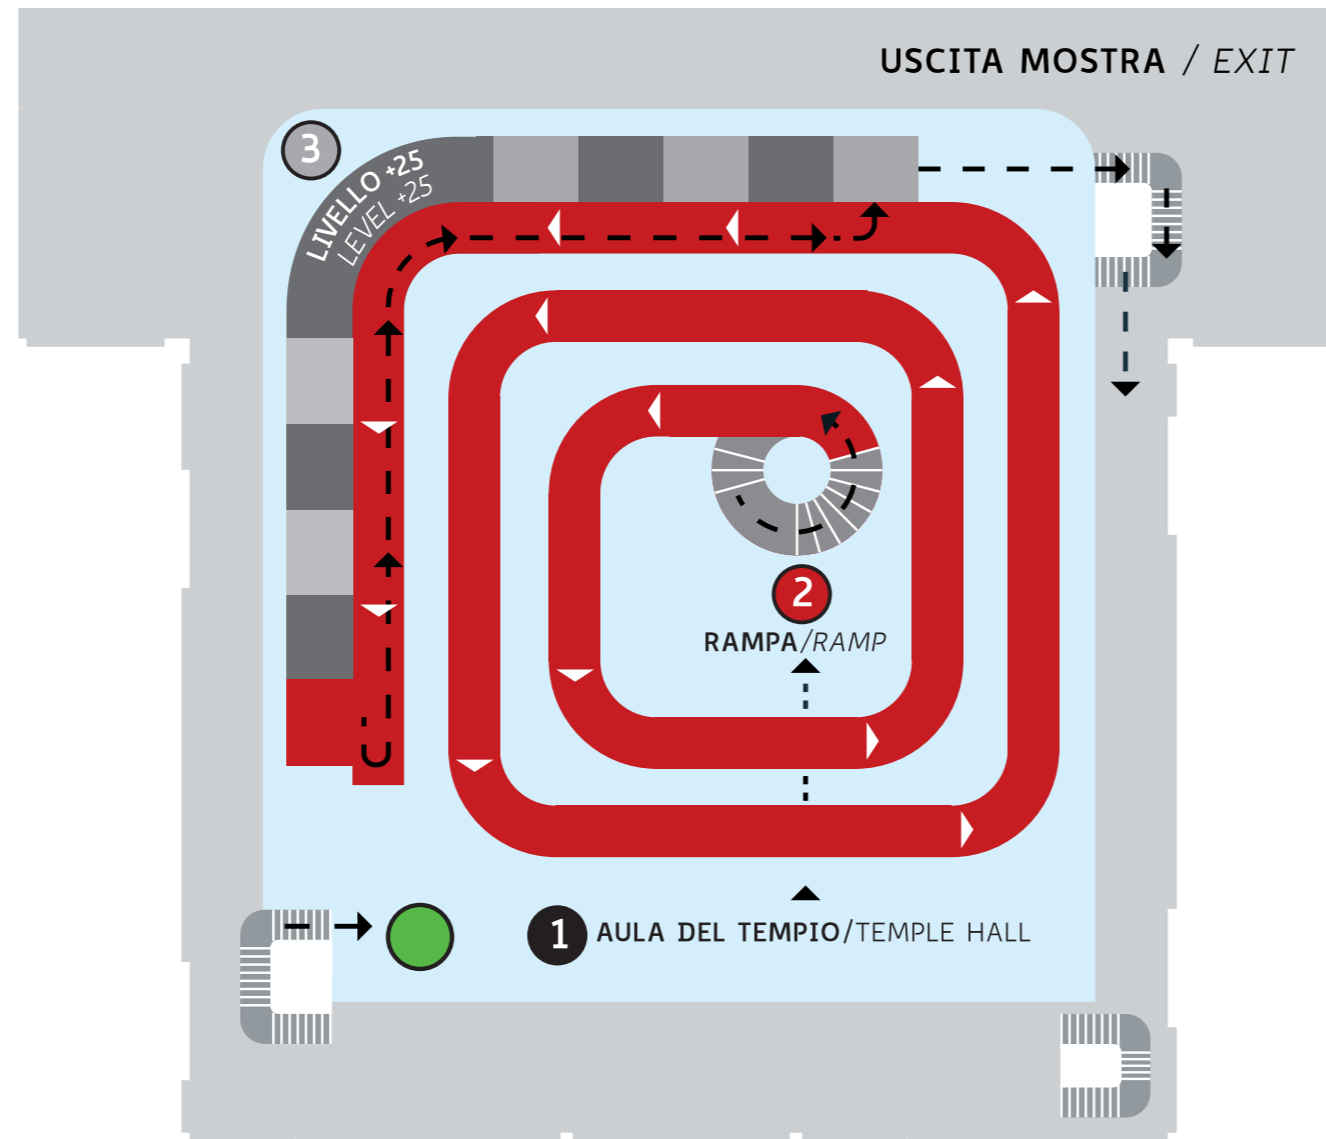 USCITA MOSTRA / EXIT
3
LIVELLO +25
LEVEL +25
2
RAMPA/RAMP
1 AULA DEL TEMPIO/TEMPLE HALL